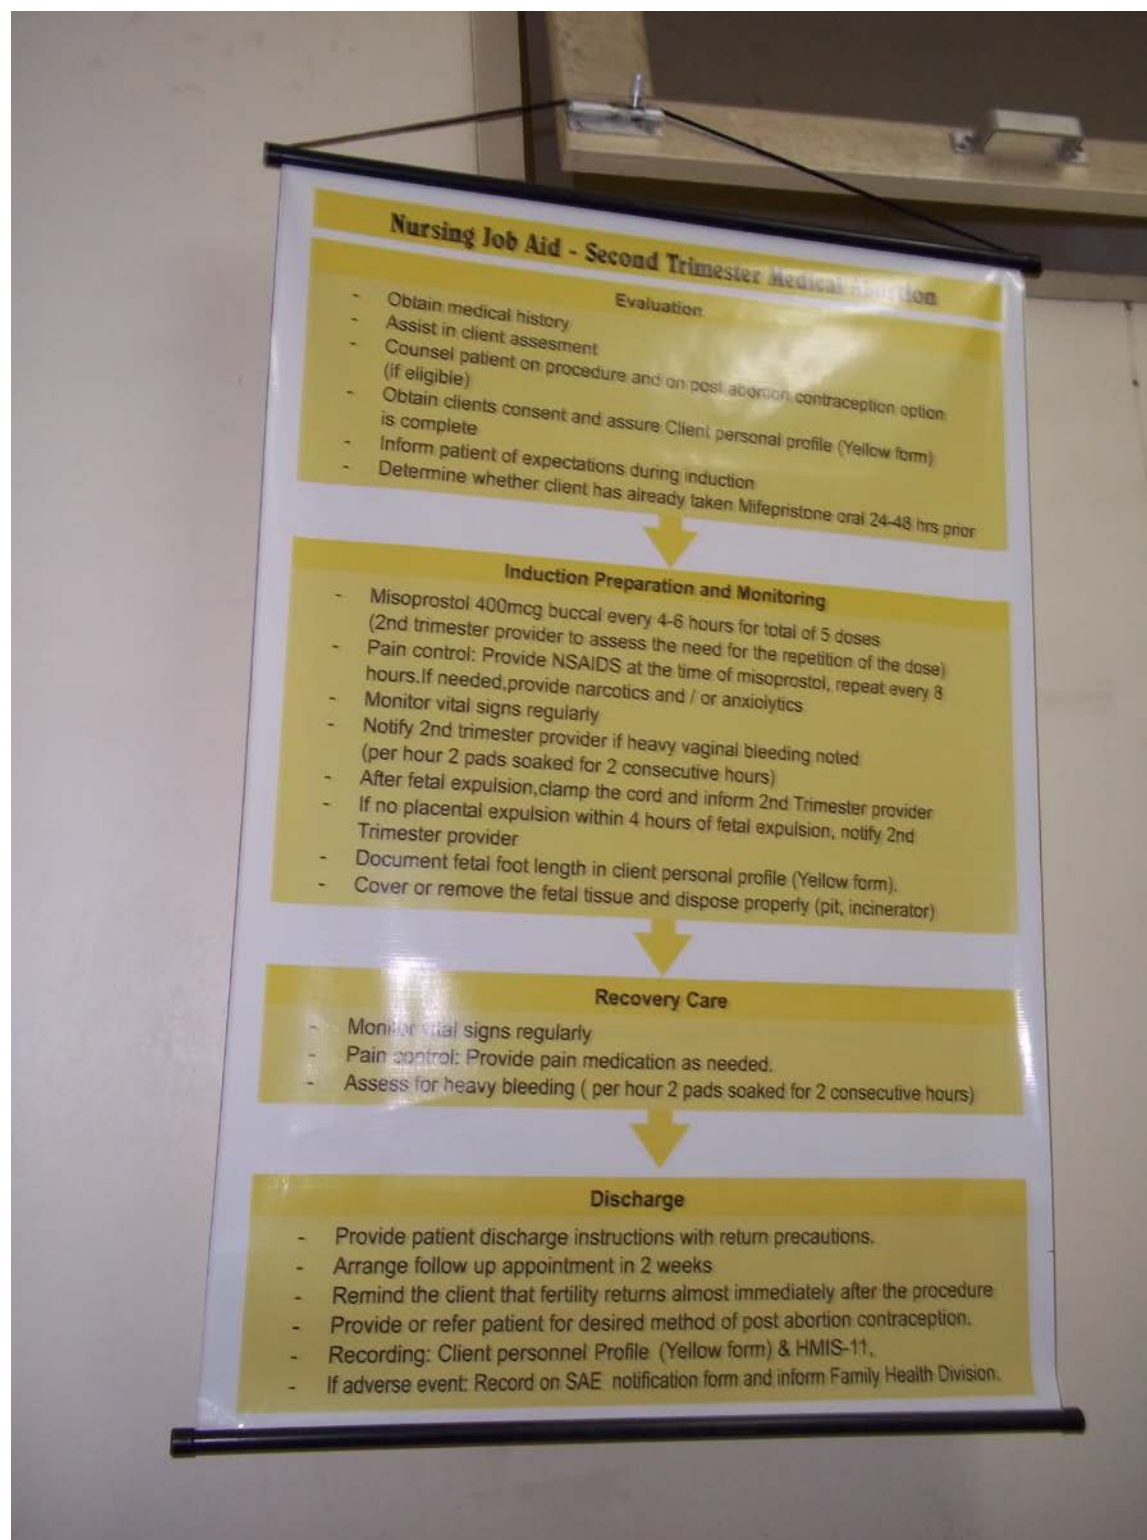 Nursing Job Aid - Second Trimester Medical Abortion
Evaluation
- Obtain medical history
- Assist in client assesment
- Counsel patient on procedure and on post abortion contraception option
(if eligible)
- Obtain clients consent and assure Client personal profile (Yellow form)
is complete
- Inform patient of expectations during induction
- Determine whether client has already taken Mifepristone oral 24-48 hrs prior
Induction Preparation and Monitoring
- Misoprostol 400mcg buccal every 4-6 hours for total of 5 doses
(2nd trimester provider to assess the need for the repetition of the dose)
- Pain control: Provide NSAIDS at the time of misoprostol, repeat every 8
hours.If needed,provide narcotics and / or anxiolytics
- Monitor vital signs regularly
- Notify 2nd trimester provider if heavy vaginal bleeding noted
(per hour 2 pads soaked for 2 consecutive hours)
- After fetal expulsion,clamp the cord and inform 2nd Trimester provider
- If no placental expulsion within 4 hours of fetal expulsion, notify 2nd
Trimester provider
- Document fetal foot length in client personal profile (Yellow form).
- Cover or remove the fetal tissue and dispose properly (pit, incinerator)
Recovery Care
- Monitor vital signs regularly
- Pain control: Provide pain medication as needed.
- Assess for heavy bleeding ( per hour 2 pads soaked for 2 consecutive hours)
Discharge
- Provide patient discharge instructions with return precautions.
- Arrange follow up appointment in 2 weeks
- Remind the client that fertility returns almost immediately after the procedure
- Provide or refer patient for desired method of post abortion contraception.
- Recording: Client personnel Profile (Yellow form) & HMIS-11.
- If adverse event: Record on SAE notification form and inform Family Health Division.